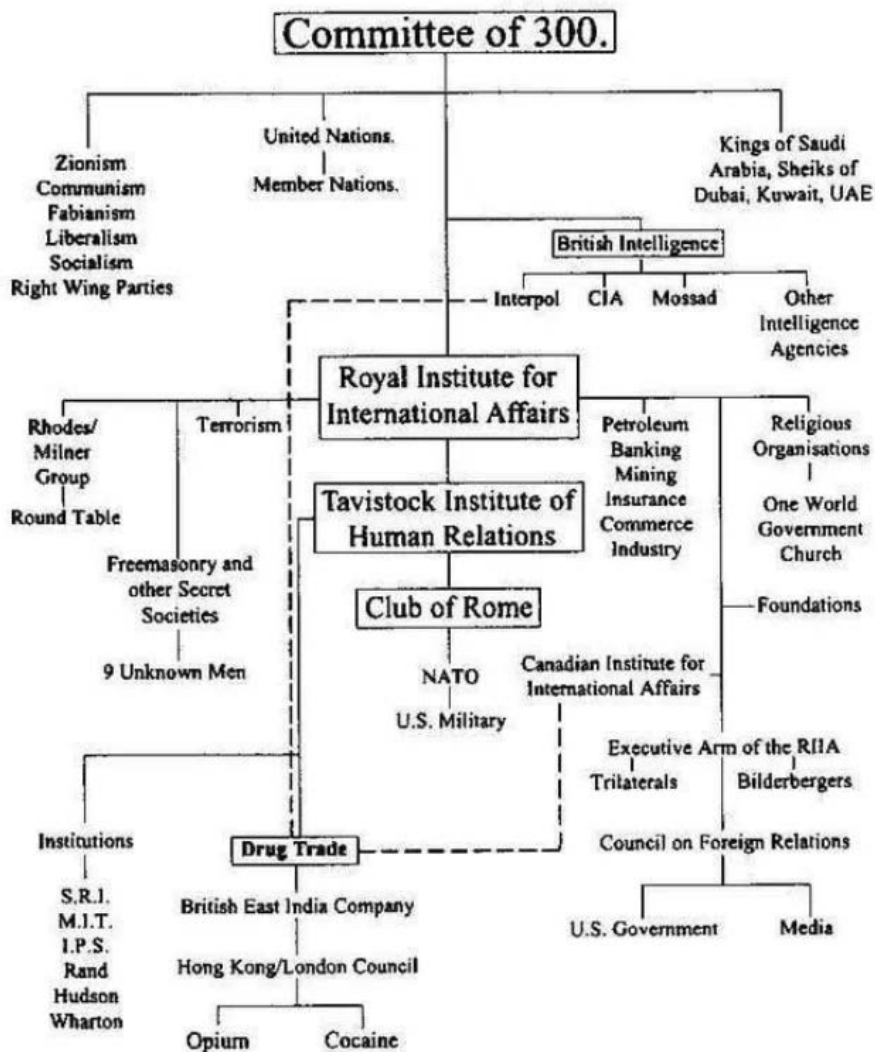 Committee of 300.
Zionism
Communism
Fabianism
Liberalism
Socialism
Right Wing Parties
United Nations.
Member Nations.
Kings of Saudi
Arabia, Sheiks of
Dubai, Kuwait, UAE
British Intelligence
Interpol
CIA
Mossad
Other
Intelligence
Agencies
Royal Institute for
International Affairs
Rhodes/
Milner
Group
Round Table
Terrorism
Freemasonry and
other Secret
Societies
9 Unknown Men
Petroleum
Banking
Mining
Insurance
Commerce
Industry
Religious
Organisations
One World
Government
Church
Tavistock Institute of
Human Relations
Club of Rome
NATO
U.S. Military
Foundations
Canadian Institute for
International Affairs
Executive Arm of the RIIA
Trilaterals
Bilderbergers
Institutions
S.R.I.
M.I.T.
I.P.S.
Rand
Hudson
Wharton
Drug Trade
British East India Company
Hong Kong/London Council
Opium
Cocaine
Council on Foreign Relations
U.S. Government
Media